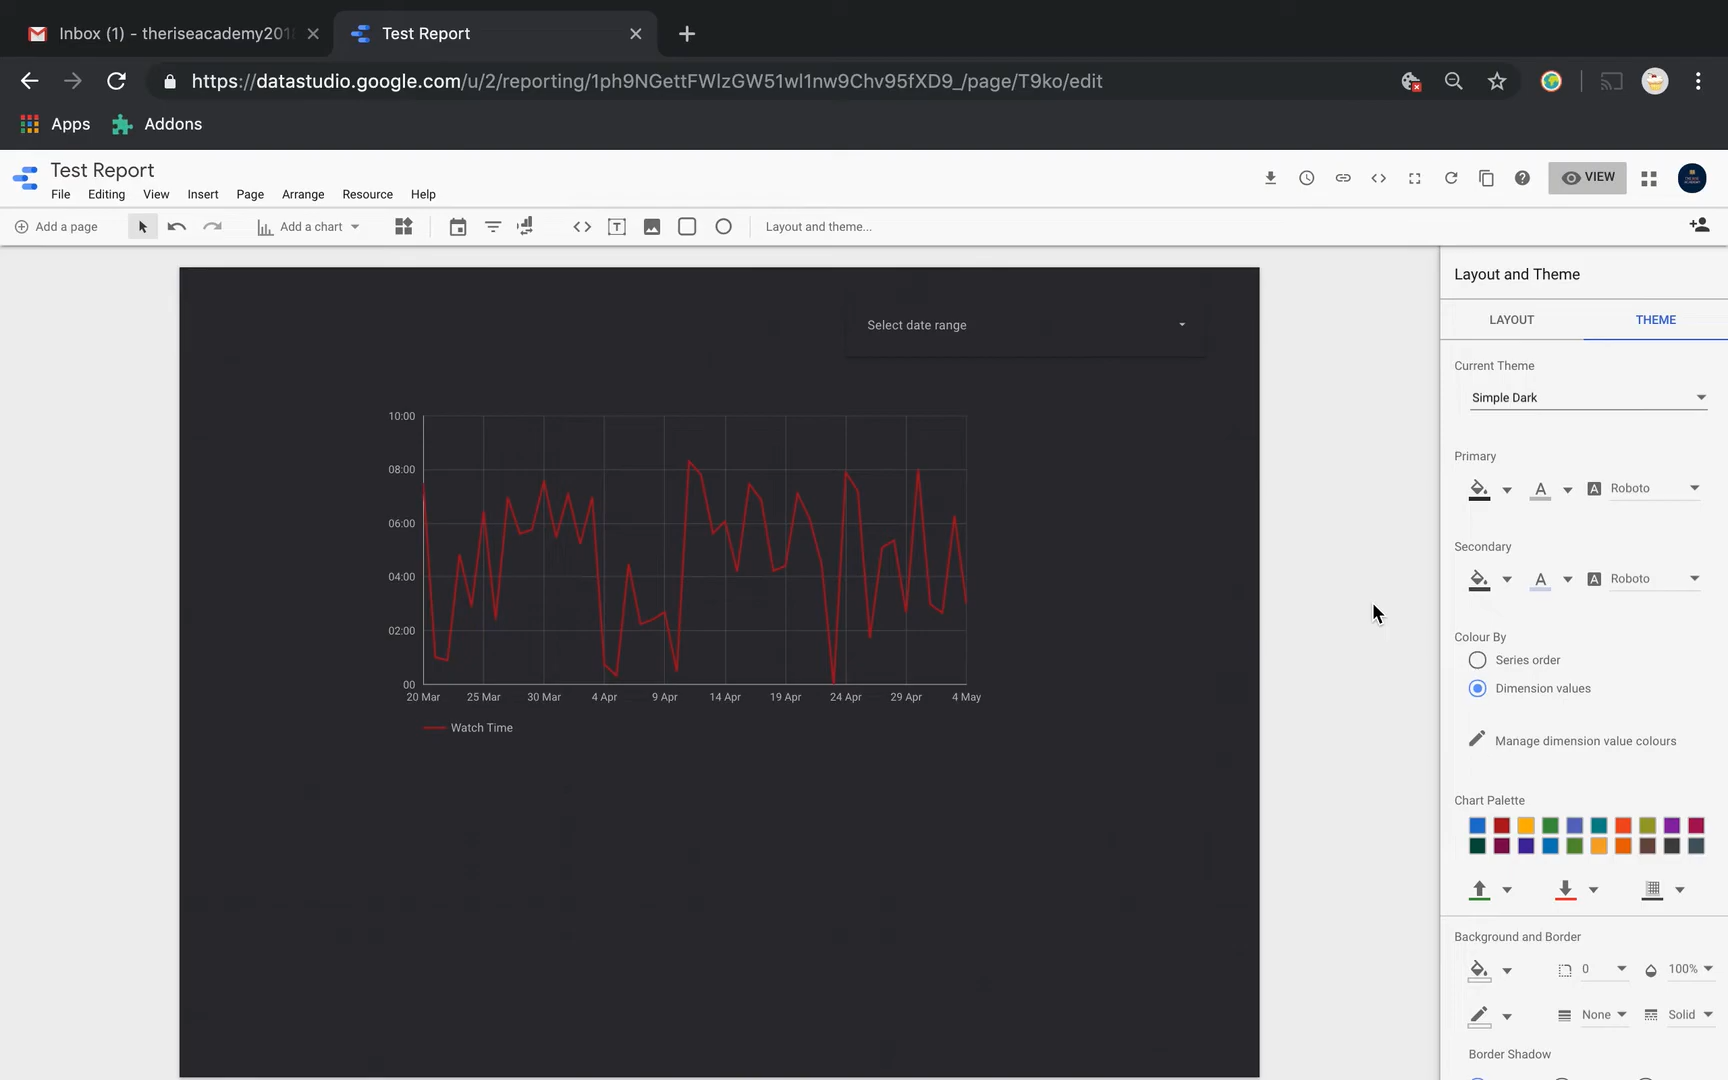 Inbox (1) - theriseacademy201
Test Report
https://datastudio.google.com/u/2/reporting/1ph9NGettFWlzGW51wl1nw9Chv95fXD9_/page/T9ko/edit
Apps
Addons
Test Report
File Editing View Insert Page Arrange Resource Help
VIEW
Add a page
Add a chart
Layout and theme...
Select date range
10:00
08:00
06:00
04:00
02:00
00
20 Mar 25 Mar 30 Mar 4 Apr 9 Apr 14 Apr 19 Apr 24 Apr 29 Apr 4 May
Watch Time
Layout and Theme
LAYOUT THEME
Current Theme
Simple Dark
Primary
A A Roboto
Secondary
A A Roboto
Colour By
Series order
Dimension values
Manage dimension value colours
Chart Palette
Background and Border
0 100%
None Solid
Border Shadow